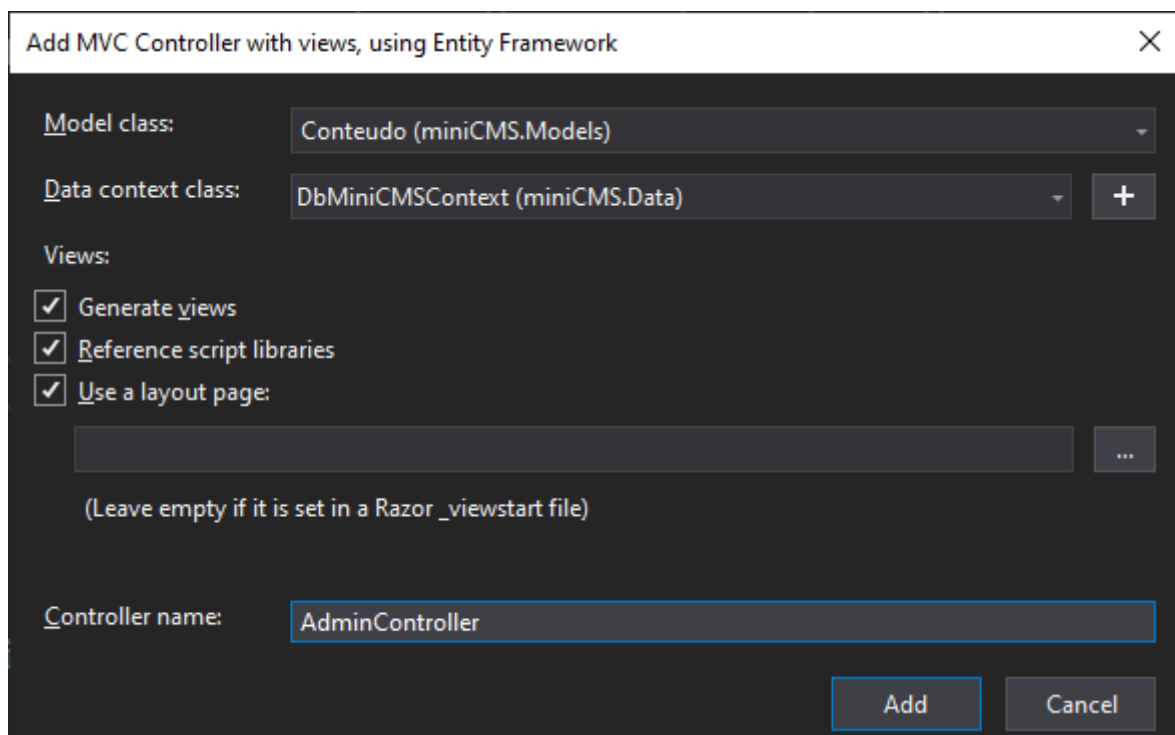 Add MVC Controller with views, using Entity Framework
Model class: Conteudo (miniCMS.Models)
Data context class: DbMiniCMSContext (miniCMS.Data) +
Views:
Generate views
Reference script libraries
Use a layout page:
...
(Leave empty if it is set in a Razor _viewstart file)
Controller name: AdminController
Add Cancel